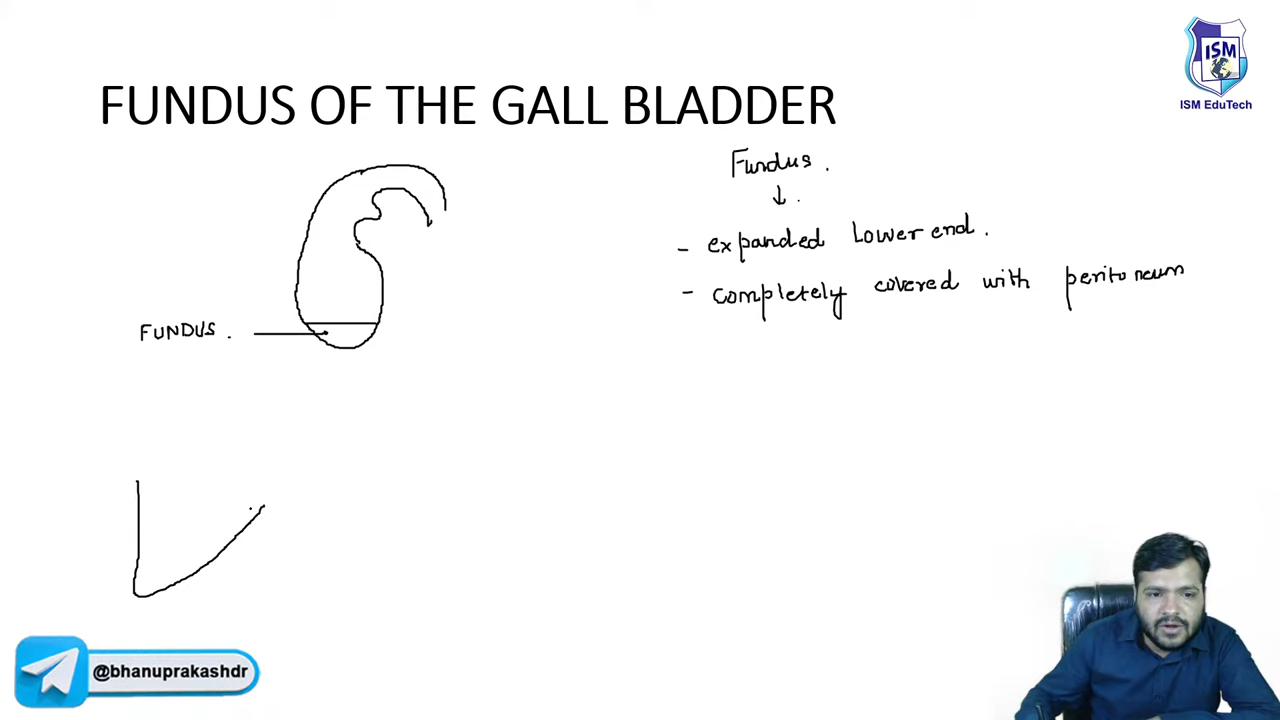 ISM
ISM EduTech
FUNDUS OF THE GALL BLADDER
Fundus.
- expanded Lower end.
- completely covered with peritoneum
FUNDUS.
@bhanuprakashdr